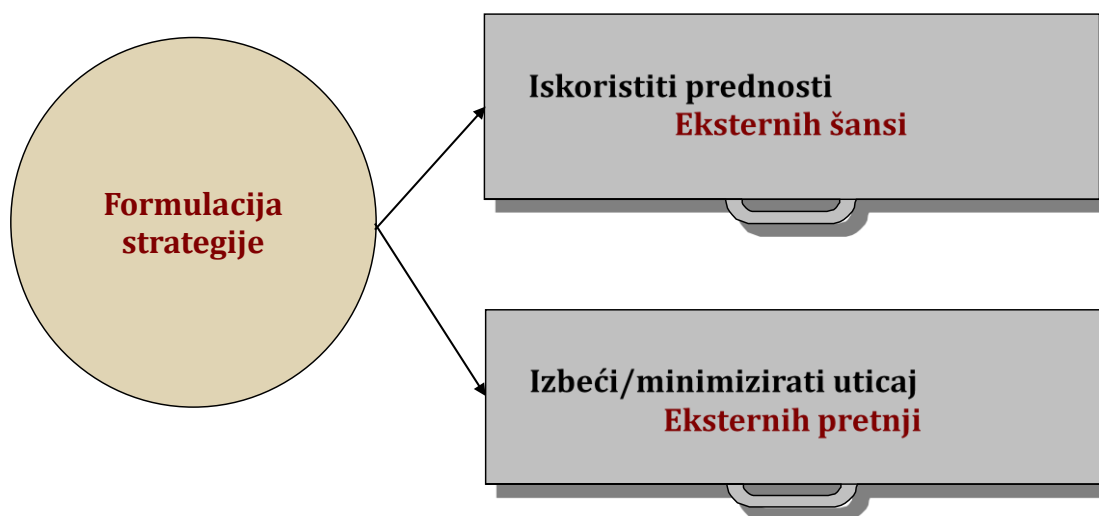 Formulacija
strategije
Iskoristiti prednosti
Eksternih šansi
Izbeći/minimizirati uticaj
Eksternih pretnji